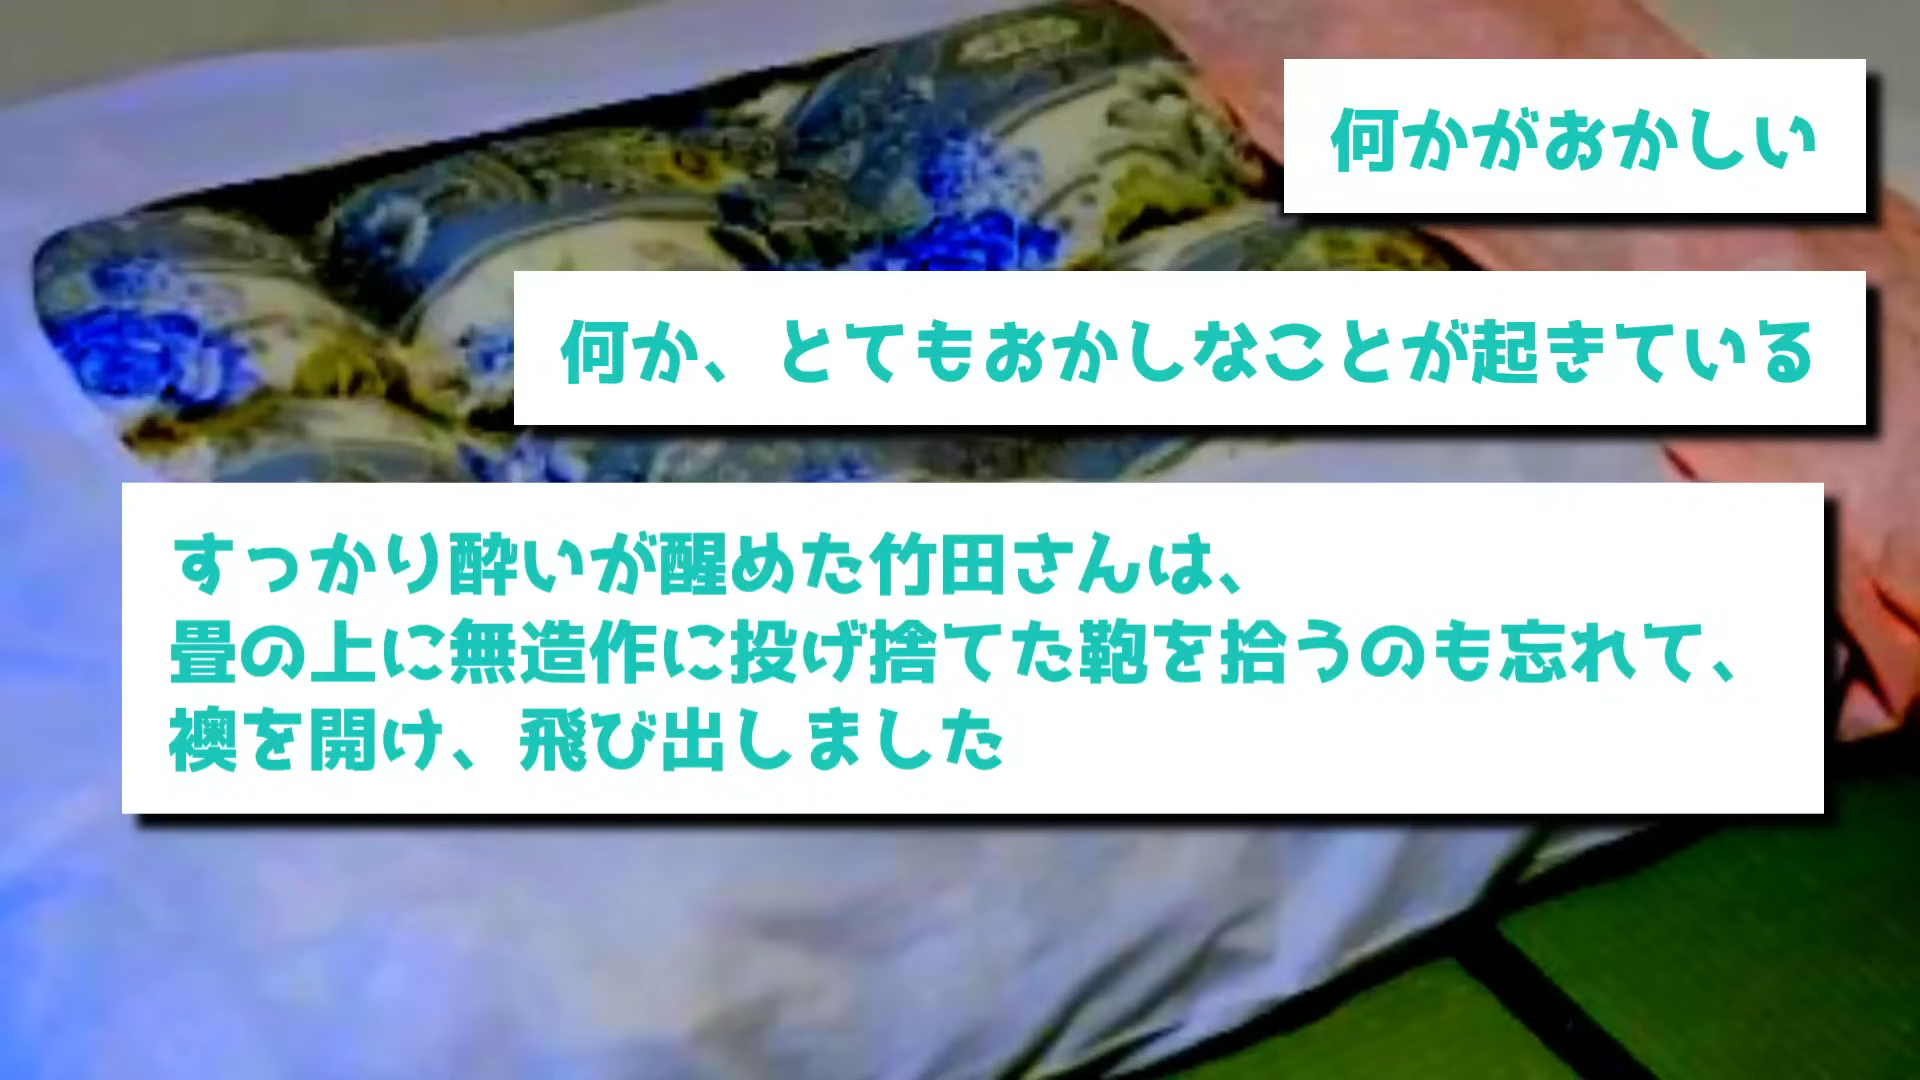 何かがおかしい
何か、とてもおかしなことが起きている
すっかり酔いが醒めた竹田さんは、
畳の上に無造作に投げ捨てた鞄を拾うのも忘れて、
襖を開け、飛び出しました